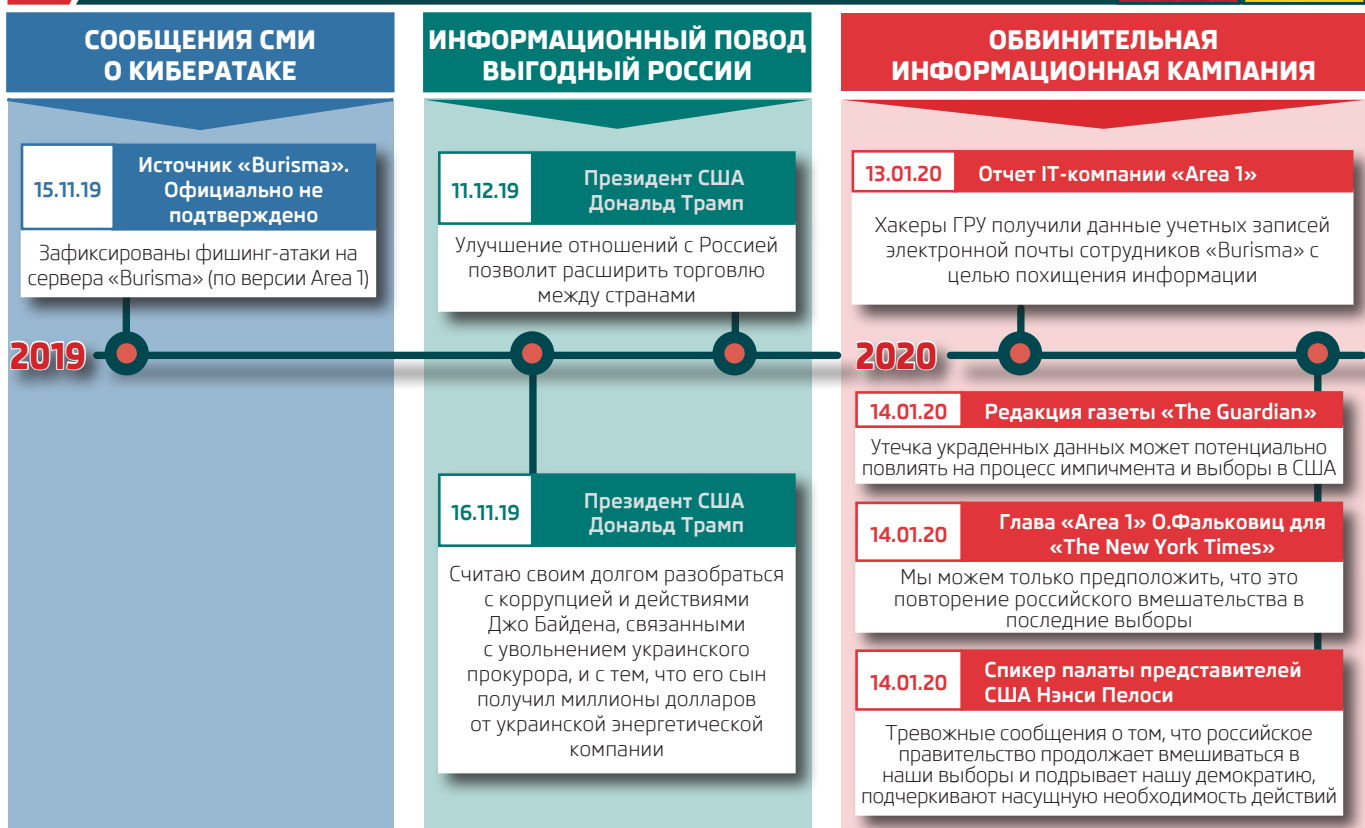 СООБЩЕНИЯ СМИ
О КИБЕРАТАКЕ
15.11.19
Источник «Burisma».
Официально не
подтверждено
Зафиксированы фишинг-атаки на
сервера «Burisma» (по версии Area 1)
ИНФОРМАЦИОННЫЙ ПОВОД
ВЫГОДНЫЙ РОССИИ
11.12.19
Президент США
Дональд Трамп
Улучшение отношений с Россией
позволит расширить торговлю
между странами
16.11.19
Президент США
Дональд Трамп
Считаю своим долгом разобраться
с коррупцией и действиями
Джо Байдена, связанными
с увольнением украинского
прокурора, и с тем, что его сын
получил миллионы долларов
от украинской энергетической
компании
ОБВИНИТЕЛЬНАЯ
ИНФОРМАЦИОННАЯ КАМПАНИЯ
13.01.20
Отчет IT-компании «Area 1»
Хакеры ГРУ получили данные учетных записей
электронной почты сотрудников «Burisma» с
целью похищения информации
2019
2020
14.01.20
Редакция газеты «The Guardian»
Утечка украденных данных может потенциально
повлиять на процесс импичмента и выборы в США
14.01.20
Глава «Area 1» О.Фальковиц для
«The New York Times»
Мы можем только предположить, что это
повторение российского вмешательства в
последние выборы
14.01.20
Спикер палаты представителей
США Нэнси Пелоси
Тревожные сообщения о том, что российское
правительство продолжает вмешиваться в
наши выборы и подрывает нашу демократию,
подчеркивают насущную необходимость действий